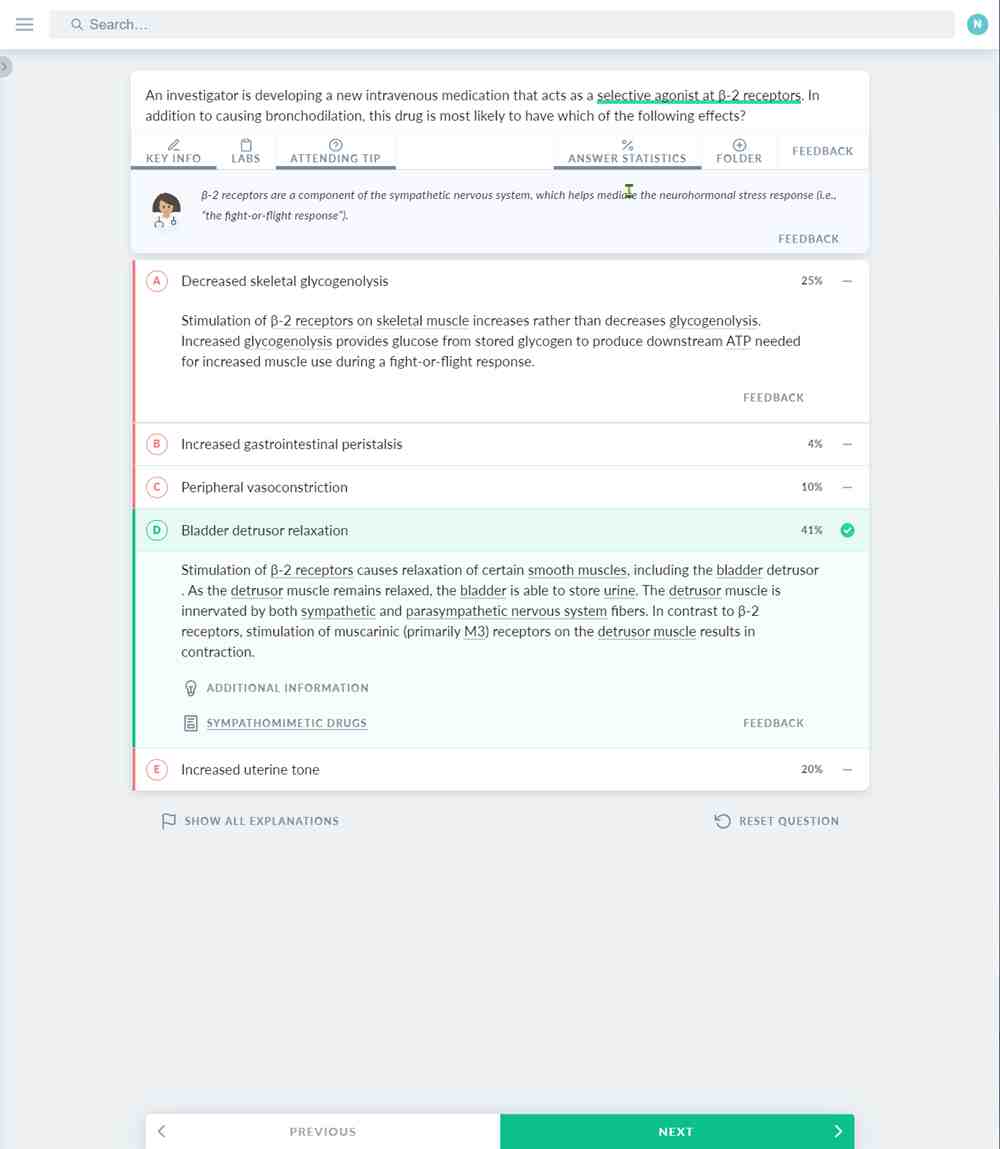 Search...
N
An investigator is developing a new intravenous medication that acts as a selective agonist at β-2 receptors. In
addition to causing bronchodilation, this drug is most likely to have which of the following effects?
KEY INFO
LABS
ATTENDING TIP
%
ANSWER STATISTICS
FOLDER
FEEDBACK
β-2 receptors are a component of the sympathetic nervous system, which helps mediate the neurohormonal stress response (i.e.,
"the fight-or-flight response").
FEEDBACK
A Decreased skeletal glycogenolysis 25% —
Stimulation of β-2 receptors on skeletal muscle increases rather than decreases glycogenolysis.
Increased glycogenolysis provides glucose from stored glycogen to produce downstream ATP needed
for increased muscle use during a fight-or-flight response.
FEEDBACK
B Increased gastrointestinal peristalsis 4% —
C Peripheral vasoconstriction 10% —
D Bladder detrusor relaxation 41%
Stimulation of β-2 receptors causes relaxation of certain smooth muscles, including the bladder detrusor
. As the detrusor muscle remains relaxed, the bladder is able to store urine. The detrusor muscle is
innervated by both sympathetic and parasympathetic nervous system fibers. In contrast to β-2
receptors, stimulation of muscarinic (primarily M3) receptors on the detrusor muscle results in
contraction.
ADDITIONAL INFORMATION
SYMPATHOMIMETIC DRUGS FEEDBACK
E Increased uterine tone 20% —
SHOW ALL EXPLANATIONS RESET QUESTION
PREVIOUS NEXT